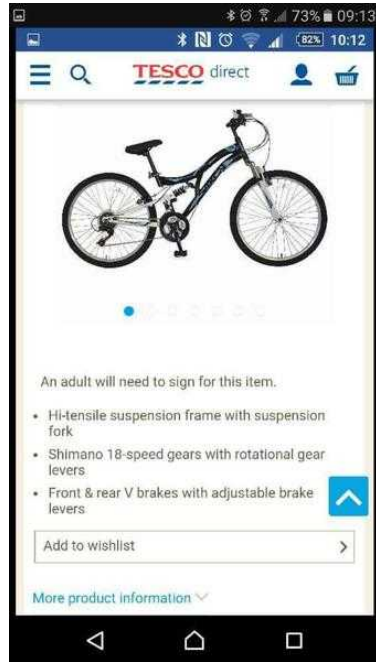 73% 09:13
82% 10:12
TESCO direct
An adult will need to sign for this item.
• Hi-tensile suspension frame with suspension
fork
• Shimano 18-speed gears with rotational gear
levers
• Front & rear V brakes with adjustable brake
levers
Add to wishlist
More product information